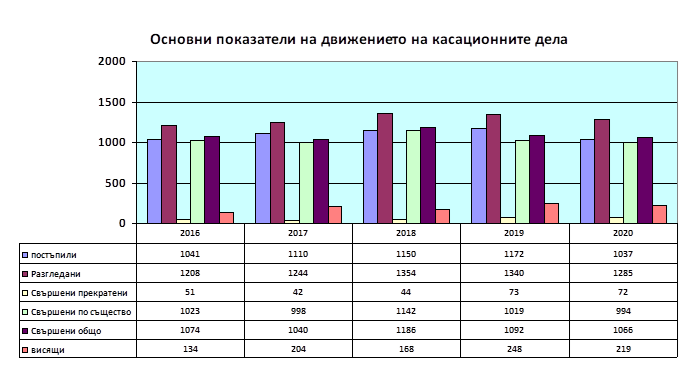 Основни показатели на движението на касационните дела
2000
1500
1000
500
0
2016 2017 2018 2019 2020
постъпили 1041 1110 1150 1172 1037
Разгледани 1208 1244 1354 1340 1285
Свършени прекратени 51 42 44 73 72
Свършени по същество 1023 998 1142 1019 994
Свършени общо 1074 1040 1186 1092 1066
висящи 134 204 168 248 219